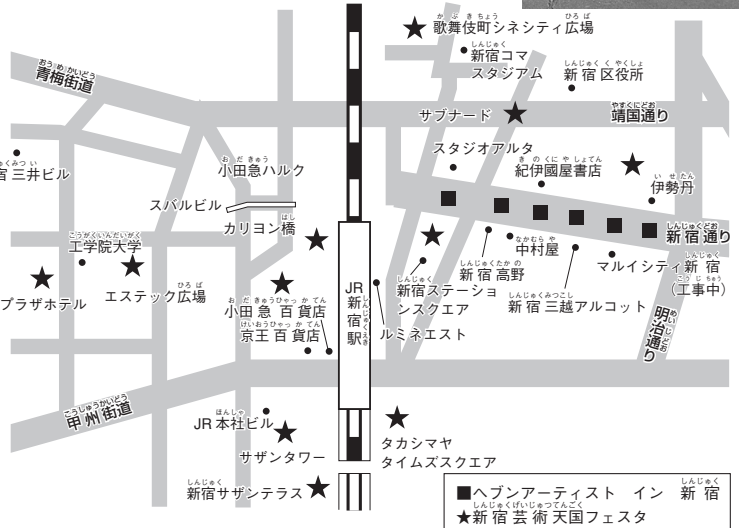 歌舞伎町シネシティ広場
新宿コマ
スタジアム
新宿区役所
青梅街道
サブナード
靖国通り
スタジオアルタ
紀伊國屋書店
伊勢丹
宿三井ビル
小田急ハルク
スバルビル
カリヨン橋
新宿通り
工学院大学
中村屋
新宿高野
マルイシティ新宿
(工事中)
プラザホテル
エステック広場
新宿ステーショ
ンスクエア
新宿三越アルコット
JR新宿駅
小田急百貨店
京王百貨店
ルミネエスト
明治通り
甲州街道
JR本社ビル
サザンタワー
タカシマヤ
タイムズスクエア
新宿サザンテラス
■ヘブンアーティスト イン 新宿
★新宿芸術天国フェスタ